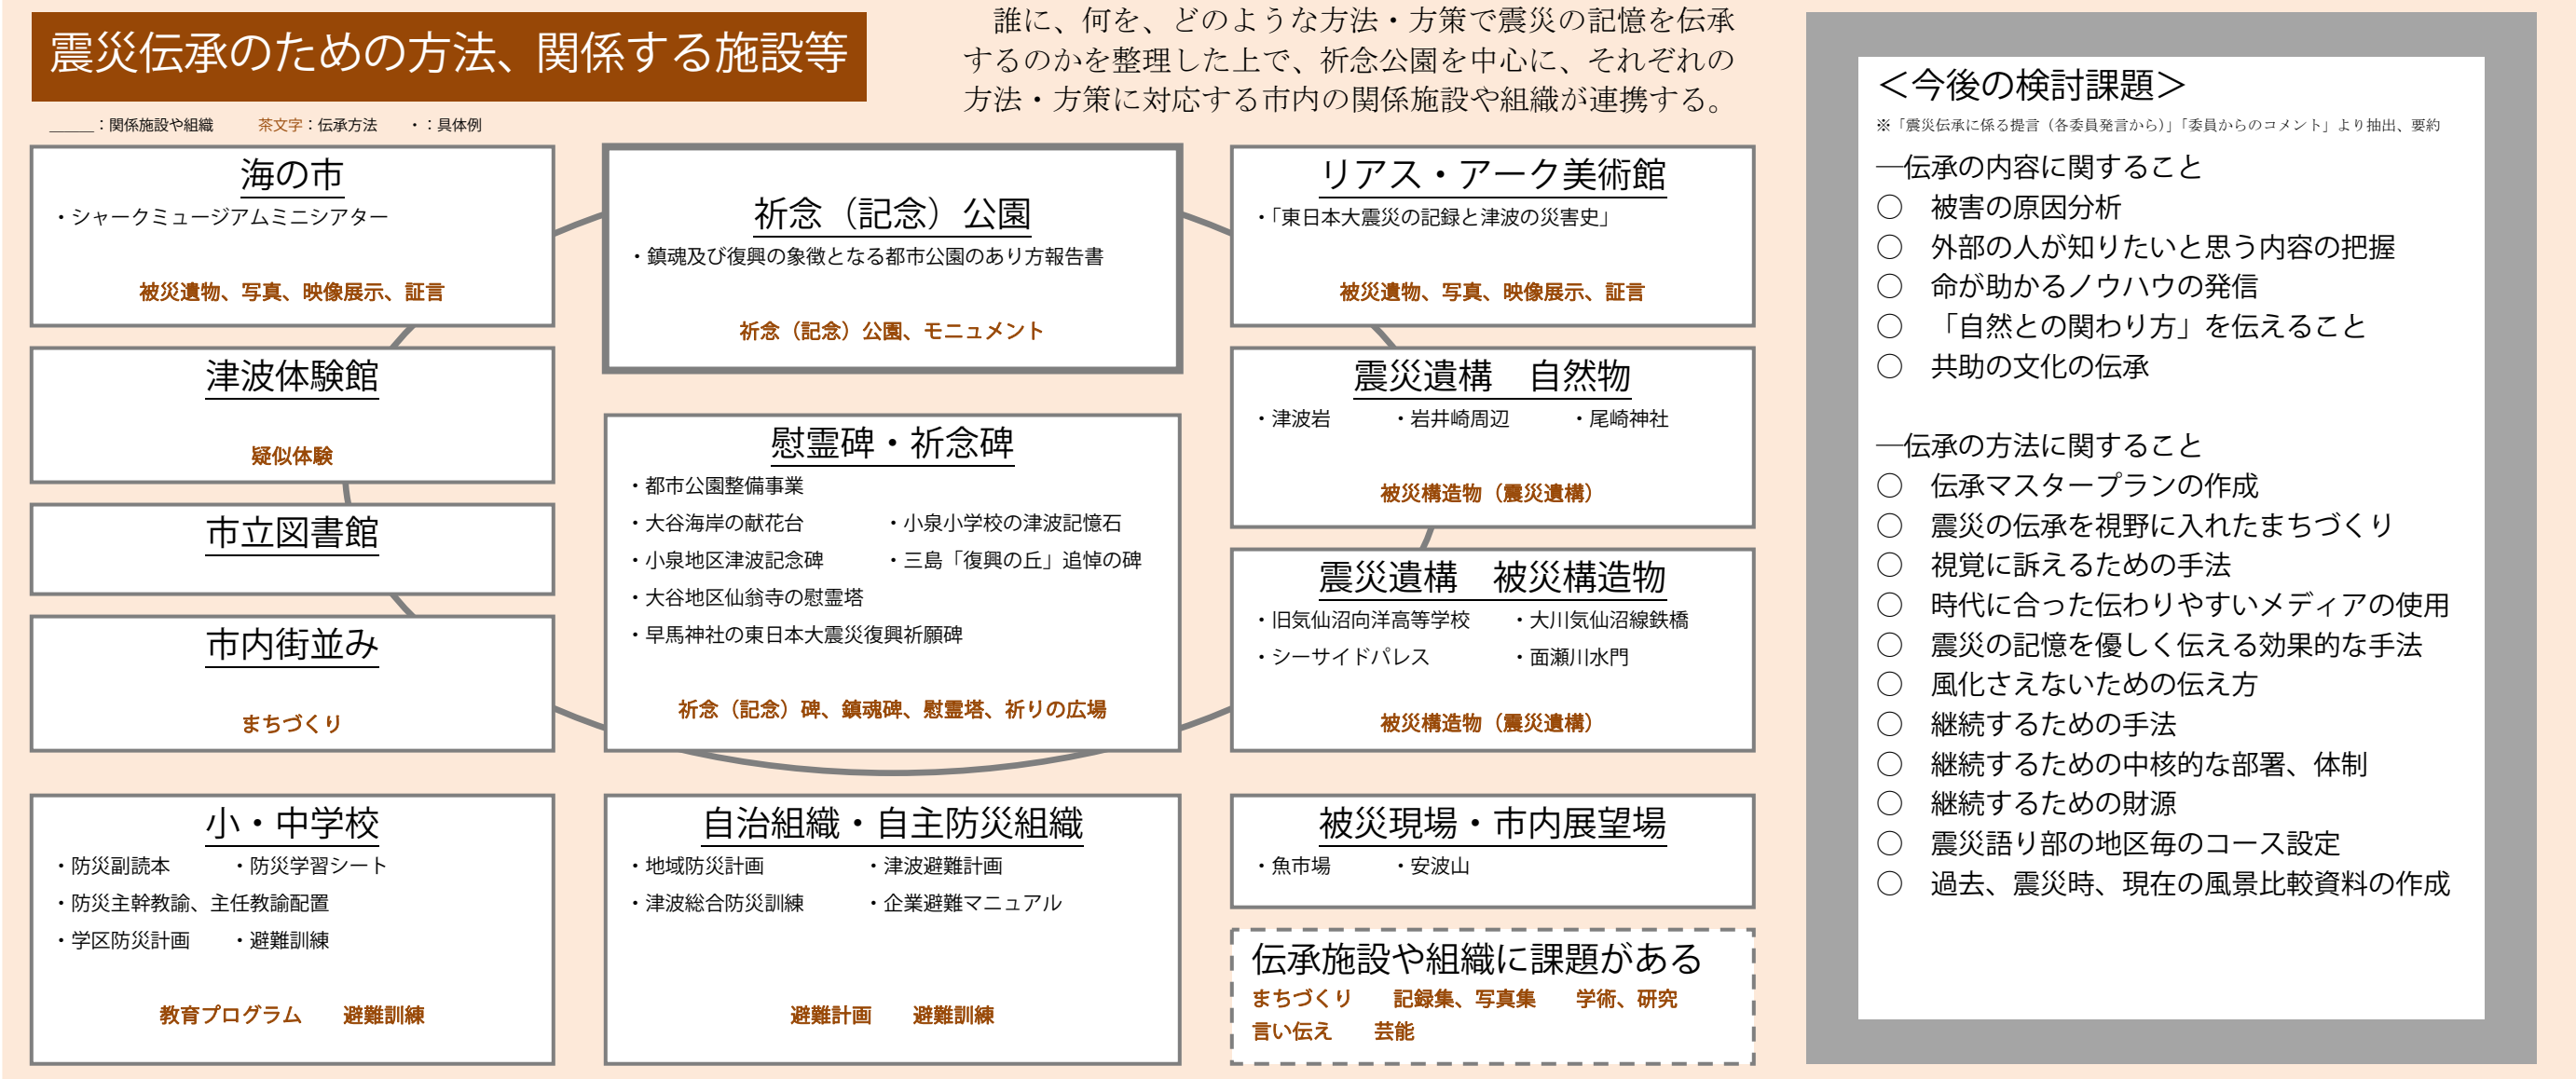 震災伝承のための方法、関係する施設等
誰に、何を、どのような方法・方策で震災の記憶を伝承
するのかを整理した上で、祈念公園を中心に、それぞれの
方法・方策に対応する市内の関係施設や組織が連携する。
＿＿＿：関係施設や組織　茶文字：伝承方法　・：具体例
海の市
・シャークミュージアムミニシアター
被災遺物、写真、映像展示、証言
津波体験館
疑似体験
市立図書館
市内街並み
まちづくり
祈念（記念）公園
・鎮魂及び復興の象徴となる都市公園のあり方報告書
祈念（記念）公園、モニュメント
慰霊碑・祈念碑
・都市公園整備事業
・大谷海岸の献花台　・小泉小学校の津波記憶石
・小泉地区津波記念碑　・三島「復興の丘」追悼の碑
・大谷地区仙翁寺の慰霊塔
・早馬神社の東日本大震災復興祈願碑
祈念（記念）碑、鎮魂碑、慰霊塔、祈りの広場
リアス・アーク美術館
・「東日本大震災の記録と津波の災害史」
被災遺物、写真、映像展示、証言
震災遺構　自然物
・津波岩　・岩井崎周辺　・尾崎神社
被災構造物（震災遺構）
震災遺構　被災構造物
・旧気仙沼向洋高等学校　・大川気仙沼線鉄橋
・シーサイドパレス　・面瀬川水門
被災構造物（震災遺構）
小・中学校
・防災副読本　・防災学習シート
・防災主幹教諭、主任教諭配置
・学区防災計画　・避難訓練
教育プログラム　避難訓練
自治組織・自主防災組織
・地域防災計画　・津波避難計画
・津波総合防災訓練　・企業避難マニュアル
避難計画　避難訓練
被災現場・市内展望場
・魚市場　・安波山
伝承施設や組織に課題がある
まちづくり　記録集、写真集　学術、研究
言い伝え　芸能
＜今後の検討課題＞
※「震災伝承に係る提言（各委員発言から）」「委員からのコメント」より抽出、要約
―伝承の内容に関すること
○　被害の原因分析
○　外部の人が知りたいと思う内容の把握
○　命が助かるノウハウの発信
○　「自然との関わり方」を伝えること
○　共助の文化の伝承
―伝承の方法に関すること
○　伝承マスタープランの作成
○　震災の伝承を視野に入れたまちづくり
○　視覚に訴えるための手法
○　時代に合った伝わりやすいメディアの使用
○　震災の記憶を優しく伝える効果的な手法
○　風化さえないための伝え方
○　継続するための手法
○　継続するための中核的な部署、体制
○　継続するための財源
○　震災語り部の地区毎のコース設定
○　過去、震災時、現在の風景比較資料の作成